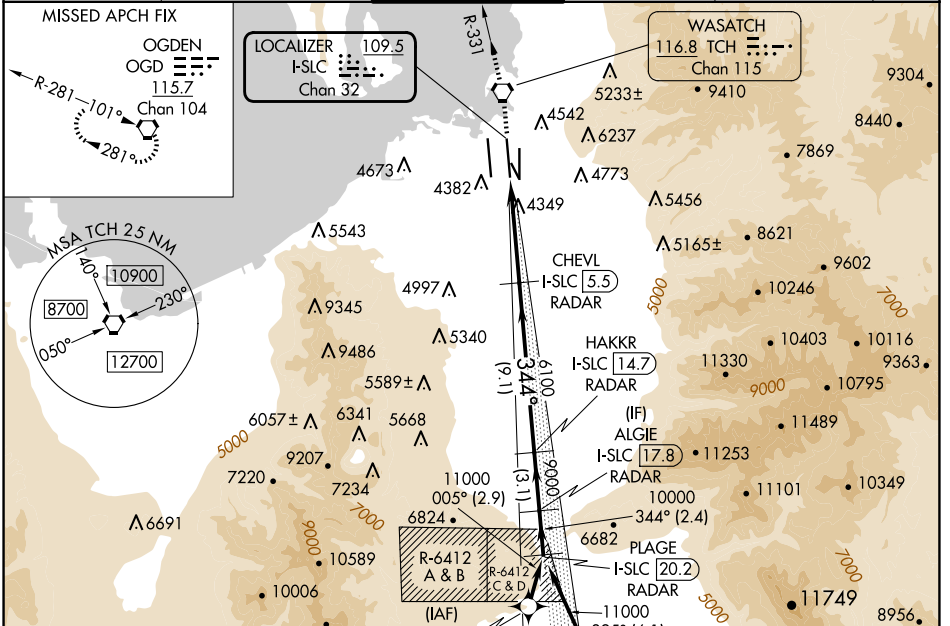 MISSED APCH FIX
OGDEN
OGD
115.7
Chan 104
R-281—101°
281°
LOCALIZER 109.5
I-SLC
Chan 32
R-331
WASATCH
116.8 TCH
Chan 115
5233±
9410
9304
4542
6237
8440
7869
4673
4382
4773
4349
5456
5543
5165±
8621
MSA TCH 25 NM
140°
10900
8700
230°
050°
12700
CHEVL
I-SLC 5.5
RADAR
9602
4997
10246
5000
7000
9345
5340
10403
10116
9486
HAKKR
I-SLC 14.7
RADAR
11330
9363
9000
10795
5589±
344°
(9.1)
6100
6057±
6341
5668
(IF)
ALGIE
I-SLC 17.8
RADAR
11489
5000
11253
9207
7220
7234
9000
(3.1)
11000
005° (2.9)
10000
344° (2.4)
11101
10349
7000
6691
6824
6682
9000
R-6412
A & B
R-6412
C & D
PLAGE
I-SLC 20.2
RADAR
10589
7000
10006
(IAF)
11000
5000
11749
8956